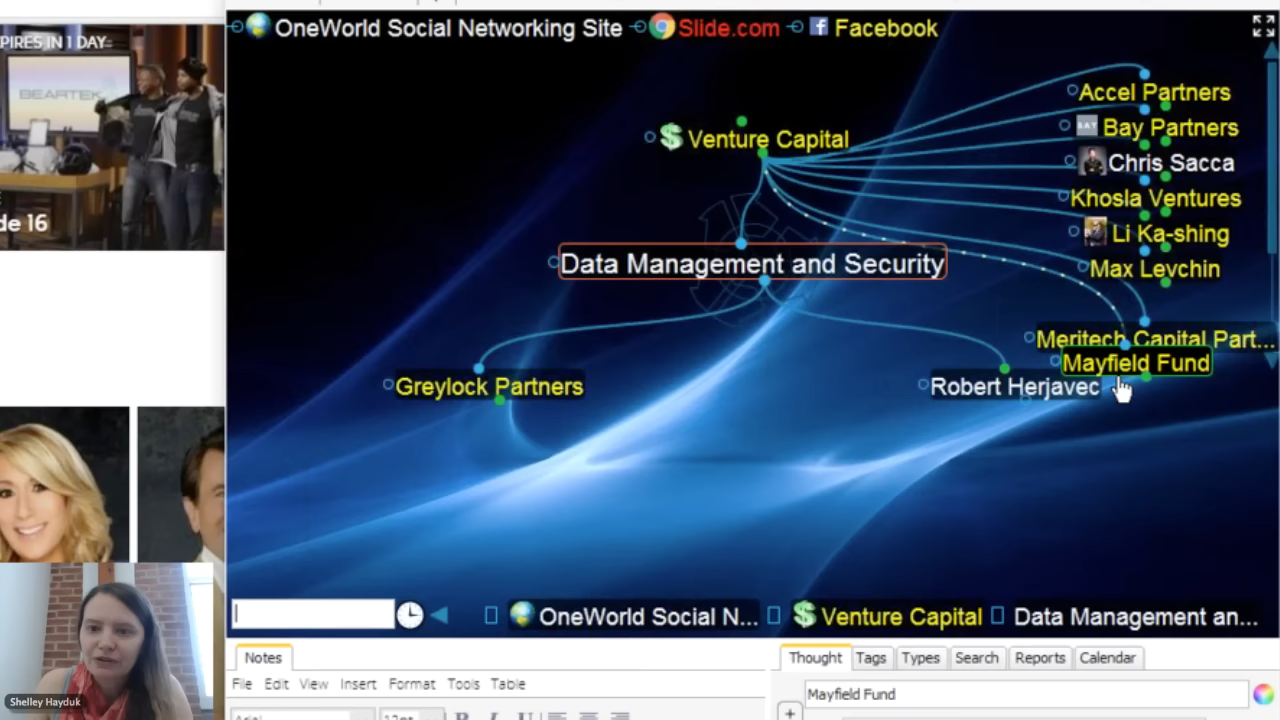 OneWorld Social Networking Site Slide.com Facebook
PIRES IN 1 DAY
BEARTEK
de 16
Venture Capital
Accel Partners
Bay Partners
Chris Sacca
Khosla Ventures
Li Ka-shing
Max Levchin
Meritech Capital Part...
Mayfield Fund
Data Management and Security
Greylock Partners
Robert Herjavec
OneWorld Social N... Venture Capital Data Management an...
Notes
File Edit View Insert Format Tools Table
12pt B I U
Thought Tags Types Search Reports Calendar
Mayfield Fund
Shelley Hayduk